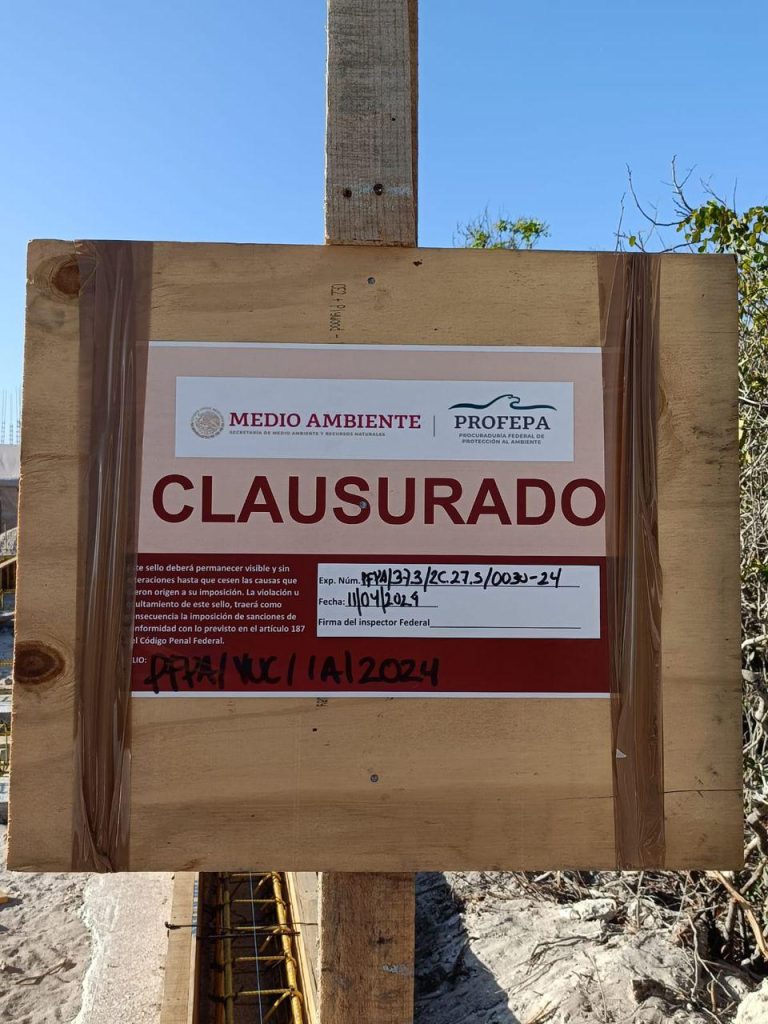 MEDIO AMBIENTE
SECRETARÍA DE MEDIO AMBIENTE Y RECURSOS NATURALES
PROFEPA
PROCURADURÍA FEDERAL DE
PROTECCIÓN AL AMBIENTE
CLAUSURADO
te sello deberá permanecer visible y sin
teraciones hasta que cesen las causas que
eron origen a su imposición. La violación u
ultamiento de este sello, traerá como
nsecuencia la imposición de sanciones de
nformidad con lo previsto en el artículo 187
el Código Penal Federal.
LIO: PFPA/YUC/1A/2024
Exp. Núm. PFPA/37.3/2C.27.5/0030-24
Fecha: 11/04/2024
Firma del inspector Federal